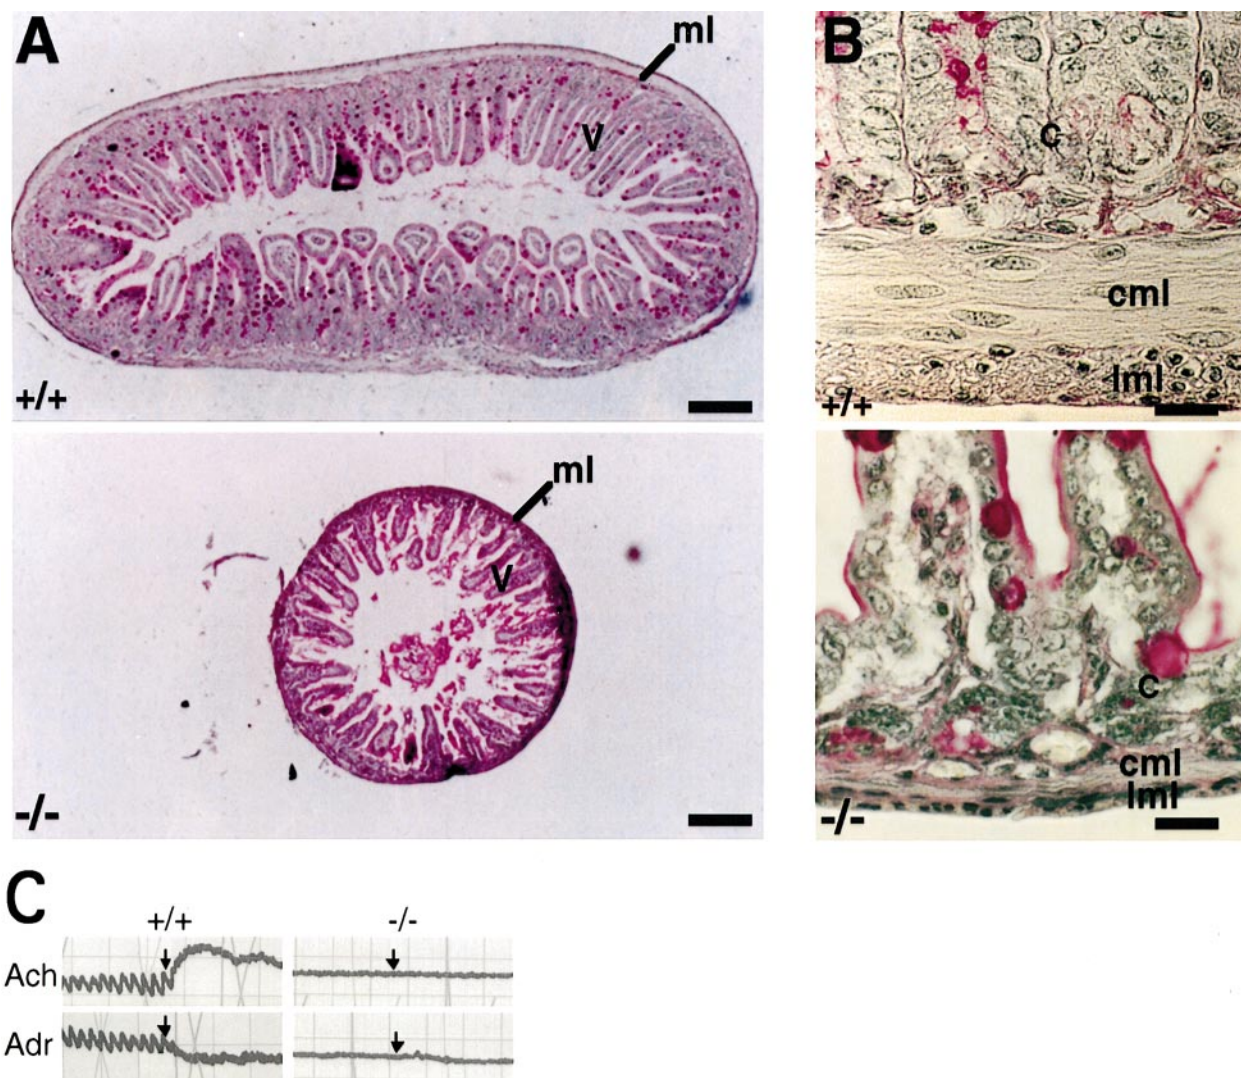 A
ml
V
+/+
B
C
cml
lml
+/+
ml
V
-/-
C
cml
lml
-/-
C
+/+ -/-
Ach
Adr